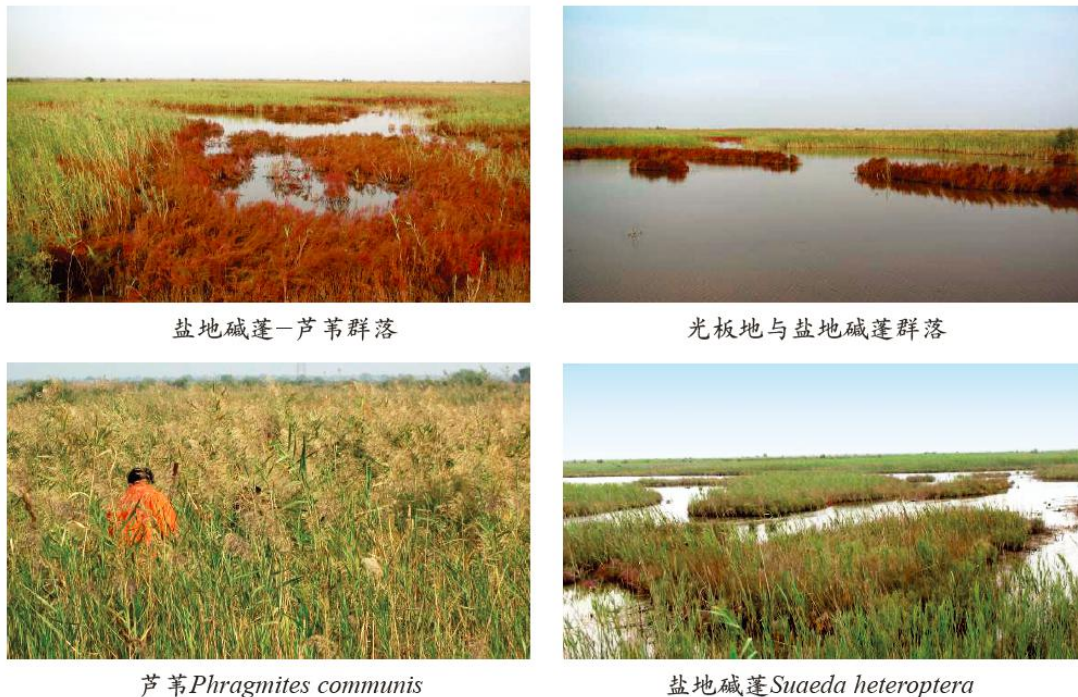 盐地碱蓬–芦苇群落
光板地与盐地碱蓬群落
芦苇Phragmites communis
盐地碱蓬Suaeda heteroptera